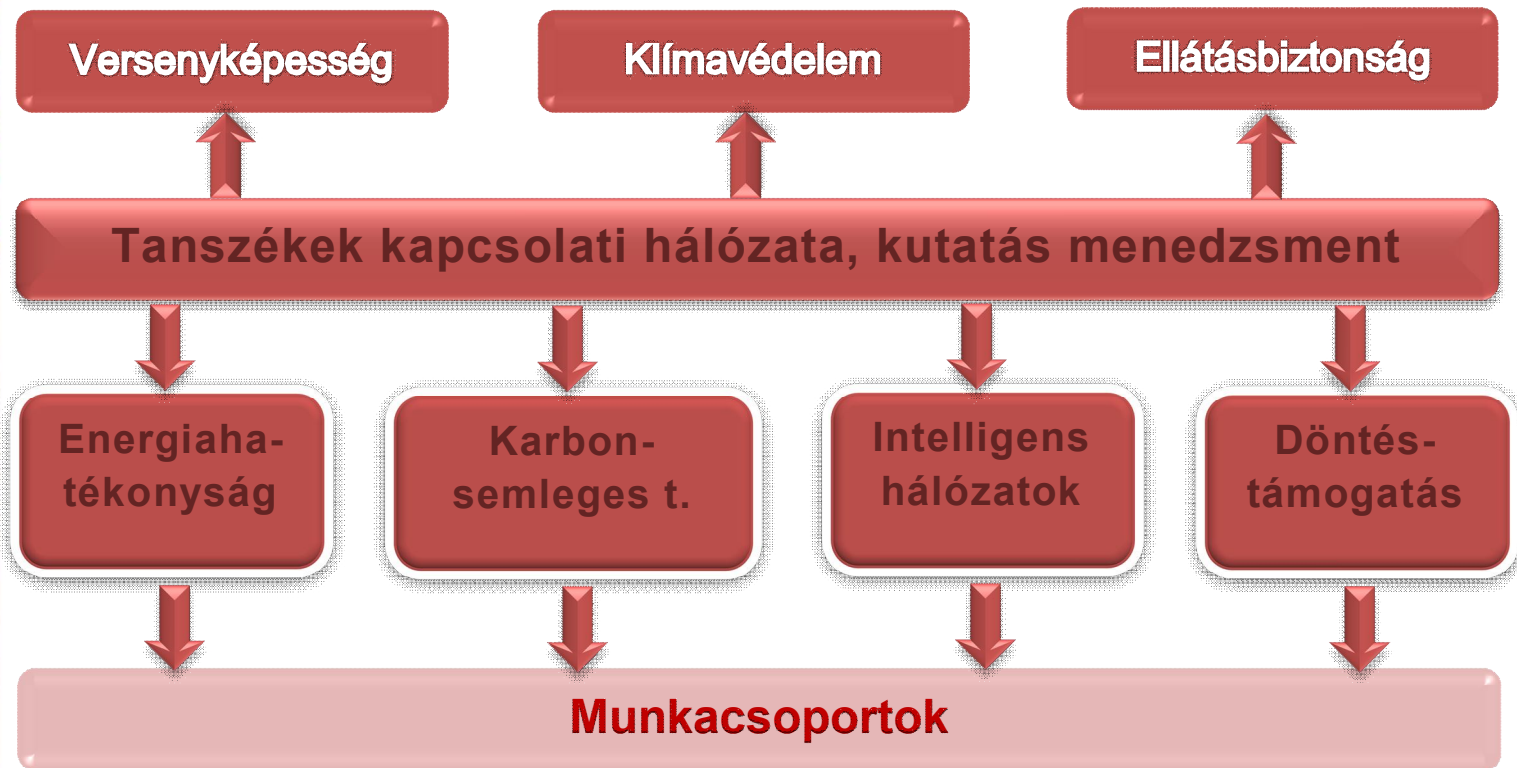 Versenyképesség
Klímavédelem
Ellátásbiztonság
Tanszékek kapcsolati hálózata, kutatás menedzsment
Energiaha-
tékonyság
Karbon-
semleges t.
Intelligens
hálózatok
Döntés-
támogatás
Munkacsoportok